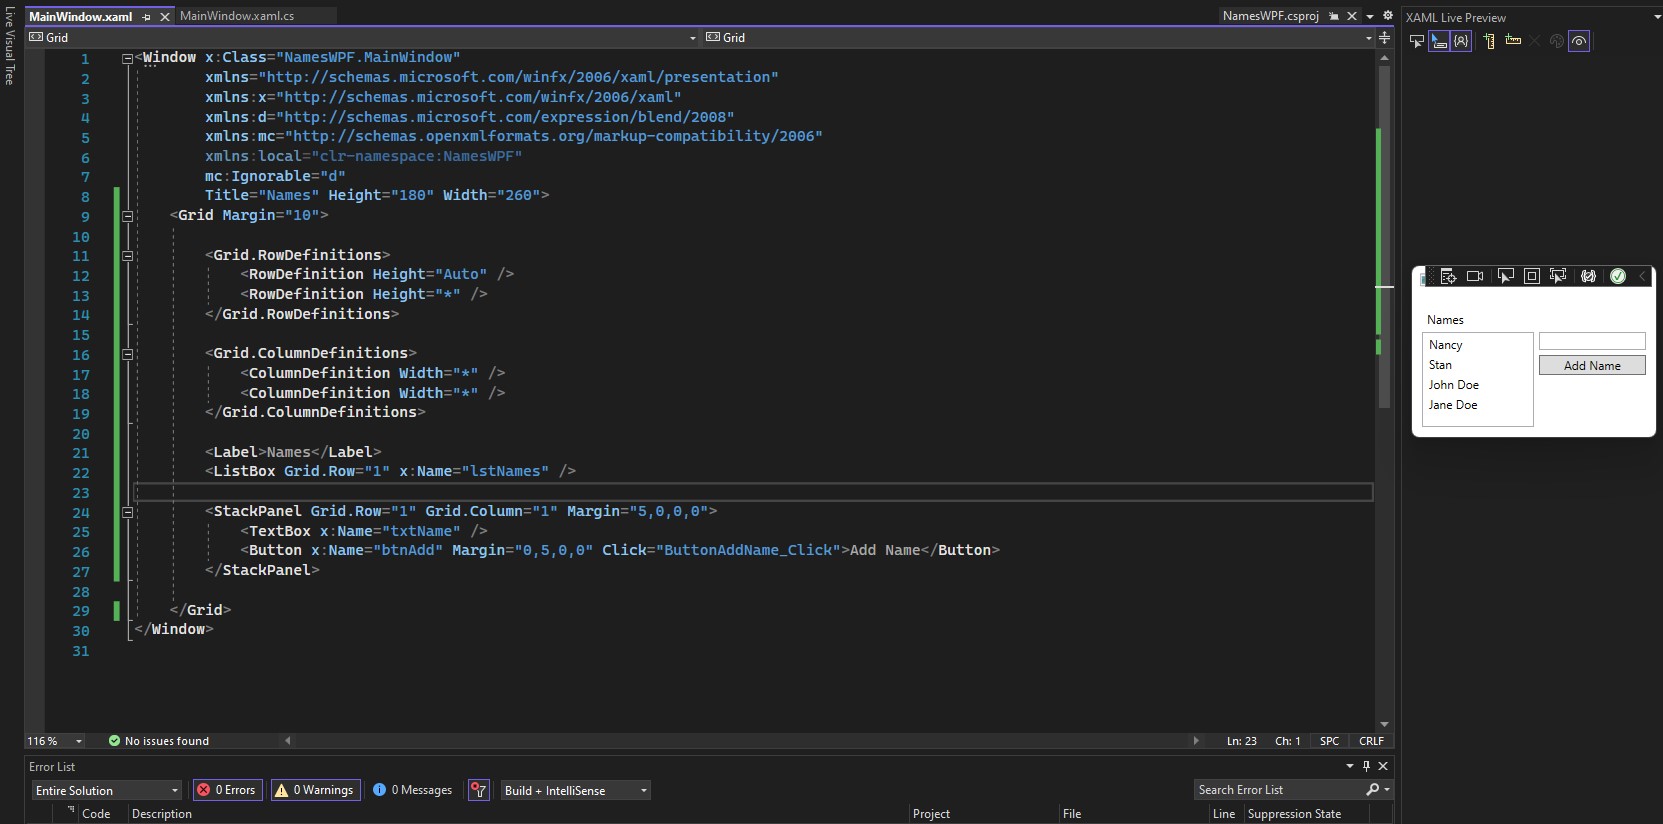 Live Visual Tree
MainWindow.xaml
MainWindow.xaml.cs
NamesWPF.csproj
Grid
Grid
1 <Window x:Class="NamesWPF.MainWindow"
2 xmlns="http://schemas.microsoft.com/winfx/2006/xaml/presentation"
3 xmlns:x="http://schemas.microsoft.com/winfx/2006/xaml"
4 xmlns:d="http://schemas.microsoft.com/expression/blend/2008"
5 xmlns:mc="http://schemas.openxmlformats.org/markup-compatibility/2006"
6 xmlns:local="clr-namespace:NamesWPF"
7 mc:Ignorable="d"
8 Title="Names" Height="180" Width="260">
9 <Grid Margin="10">
10
11 <Grid.RowDefinitions>
12 <RowDefinition Height="Auto" />
13 <RowDefinition Height="*" />
14 </Grid.RowDefinitions>
15
16 <Grid.ColumnDefinitions>
17 <ColumnDefinition Width="*" />
18 <ColumnDefinition Width="*" />
19 </Grid.ColumnDefinitions>
20
21 <Label>Names</Label>
22 <ListBox Grid.Row="1" x:Name="lstNames" />
23
24 <StackPanel Grid.Row="1" Grid.Column="1" Margin="5,0,0,0">
25 <TextBox x:Name="txtName" />
26 <Button x:Name="btnAdd" Margin="0,5,0,0" Click="ButtonAddName_Click">Add Name</Button>
27 </StackPanel>
28
29 </Grid>
30 </Window>
31
116 % No issues found Ln: 23 Ch: 1 SPC CRLF
XAML Live Preview
Names
Nancy
Stan
John Doe
Jane Doe
Add Name
Error List
Entire Solution 0 Errors 0 Warnings 0 Messages Build + IntelliSense Search Error List
Code Description Project File Line Suppression State